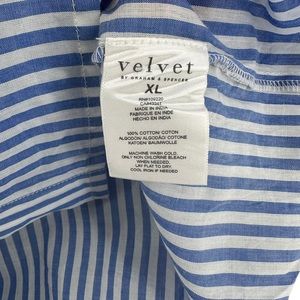 velvet
BY GRAHAM & SPENCER
XL
RN#109220
MADE IN INDIA
FABRIQUE EN INDE
HECHO EN INDIA
100% COTTON/ COTON
ALGODÓN/ ALGODÃO/ COTONE
KATOEN/ BAUMWOLLE
MACHINE WASH COLD.
ONLY NON CHLORINE BLEACH
WHEN NEEDED.
LAY FLAT TO DRY.
COOL IRON IF NEEDED